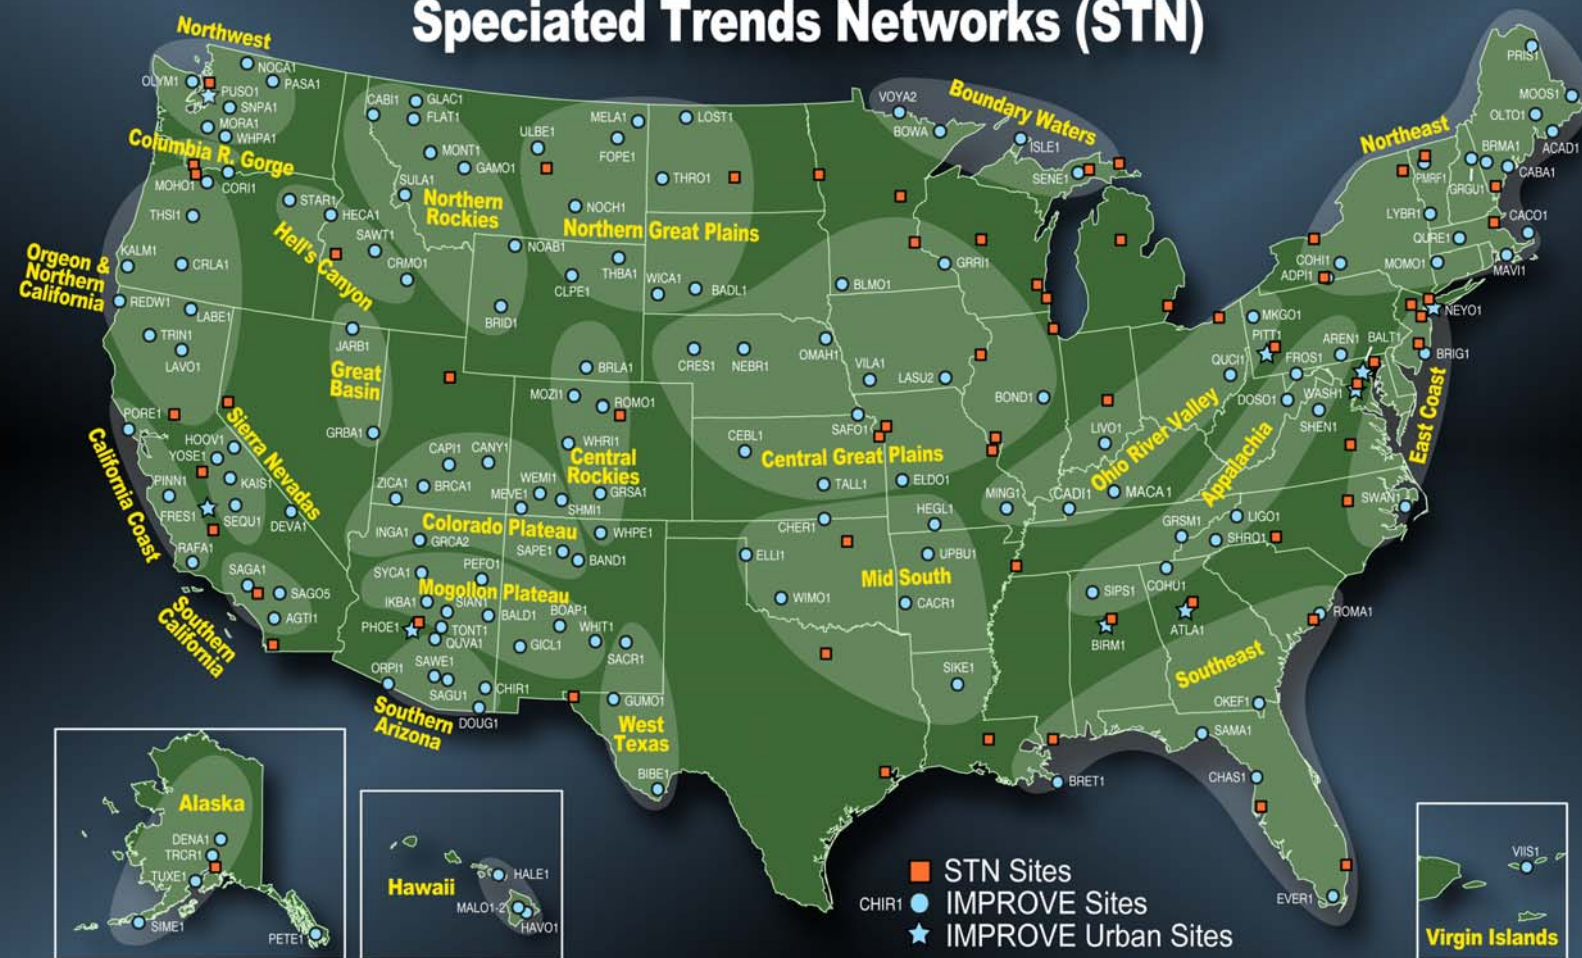 Speciated Trends Networks (STN)
Northwest
NOCA1
OLYM1
PASA1
PUSO1
SNPA1
MORA1
WHPA1
Columbia R. Gorge
MOHO1
CORI1
THSI1
KALM1
CRLA1
Orgeon &
Northern
California
REDW1
LABE1
TRIN1
LAVO1
STAR1
HECA1
SAWT1
CRMO1
Hell's Canyon
CABI1
GLAC1
FLAT1
MONT1
GAMO1
SULA1
Northern
Rockies
ULBE1
MELA1
FOPE1
LOST1
THRO1
NOCH1
Northern Great Plains
NOAB1
THBA1
CLPE1
WICA1
BADL1
BRID1
VOYA2
BOWA
Boundary Waters
ISLE1
SENE1
BLMO1
GRRI1
Northeast
PRIS1
MOOS1
OLTO1
ACAD1
BRMA1
CABA1
PMRF1
GRGU1
LYBR1
CACO1
QURE1
COHI1
ADPI1
MOMO1
MAVI1
NEYO1
JARB1
Great
Basin
GRBA1
BRLA1
MOZI1
ROMO1
WHRI1
Central
Rockies
CRES1
NEBR1
OMAH1
VILA1
LASU2
SAFO1
BOND1
LIVO1
MKGO1
PITT1
QUCI1
FROS1
AREN1
BALT1
BRIG1
DOSO1
WASH1
SHEN1
East Coast
Ohio River Valley
Appalachia
PORE1
HOOV1
YOSE1
Sierra Nevadas
PINN1
KAIS1
FRES1
SEQU1
DEVA1
California Coast
RAFA1
SAGA1
SAGO5
AGTI1
Southern
California
CAPI1
CANY1
ZICA1
BRCA1
WEMI1
MEVE1
SHMI1
GRSA1
Colorado Plateau
INGA1
GRCA2
SAPE1
WHPE1
BAND1
CEBL1
Central Great Plains
TALL1
ELDO1
CHER1
HEGL1
MING1
CADI1
MACA1
SWAN1
LIGO1
GRSM1
SHRO1
COHU1
SYCA1
PEFO1
Mogollon Plateau
IKBA1
SIAN1
BALD1
BOAP1
PHOE1
TONT1
QUVA1
GICL1
WHIT1
SACR1
ORPI1
SAWE1
SAGU1
CHIR1
DOUG1
Southern
Arizona
ELLI1
UPBU1
Mid South
WIMO1
CACR1
SIKE1
SIPS1
BIRM1
ATLA1
ROMA1
Southeast
OKEF1
SAMA1
CHAS1
EVER1
BRET1
GUMO1
West
Texas
BIBE1
Alaska
DENA1
TRCR1
TUXE1
SIME1
PETE1
Hawaii
HALE1
MALO1-2
HAVO1
STN Sites
CHIR1 IMPROVE Sites
IMPROVE Urban Sites
VIIS1
Virgin Islands